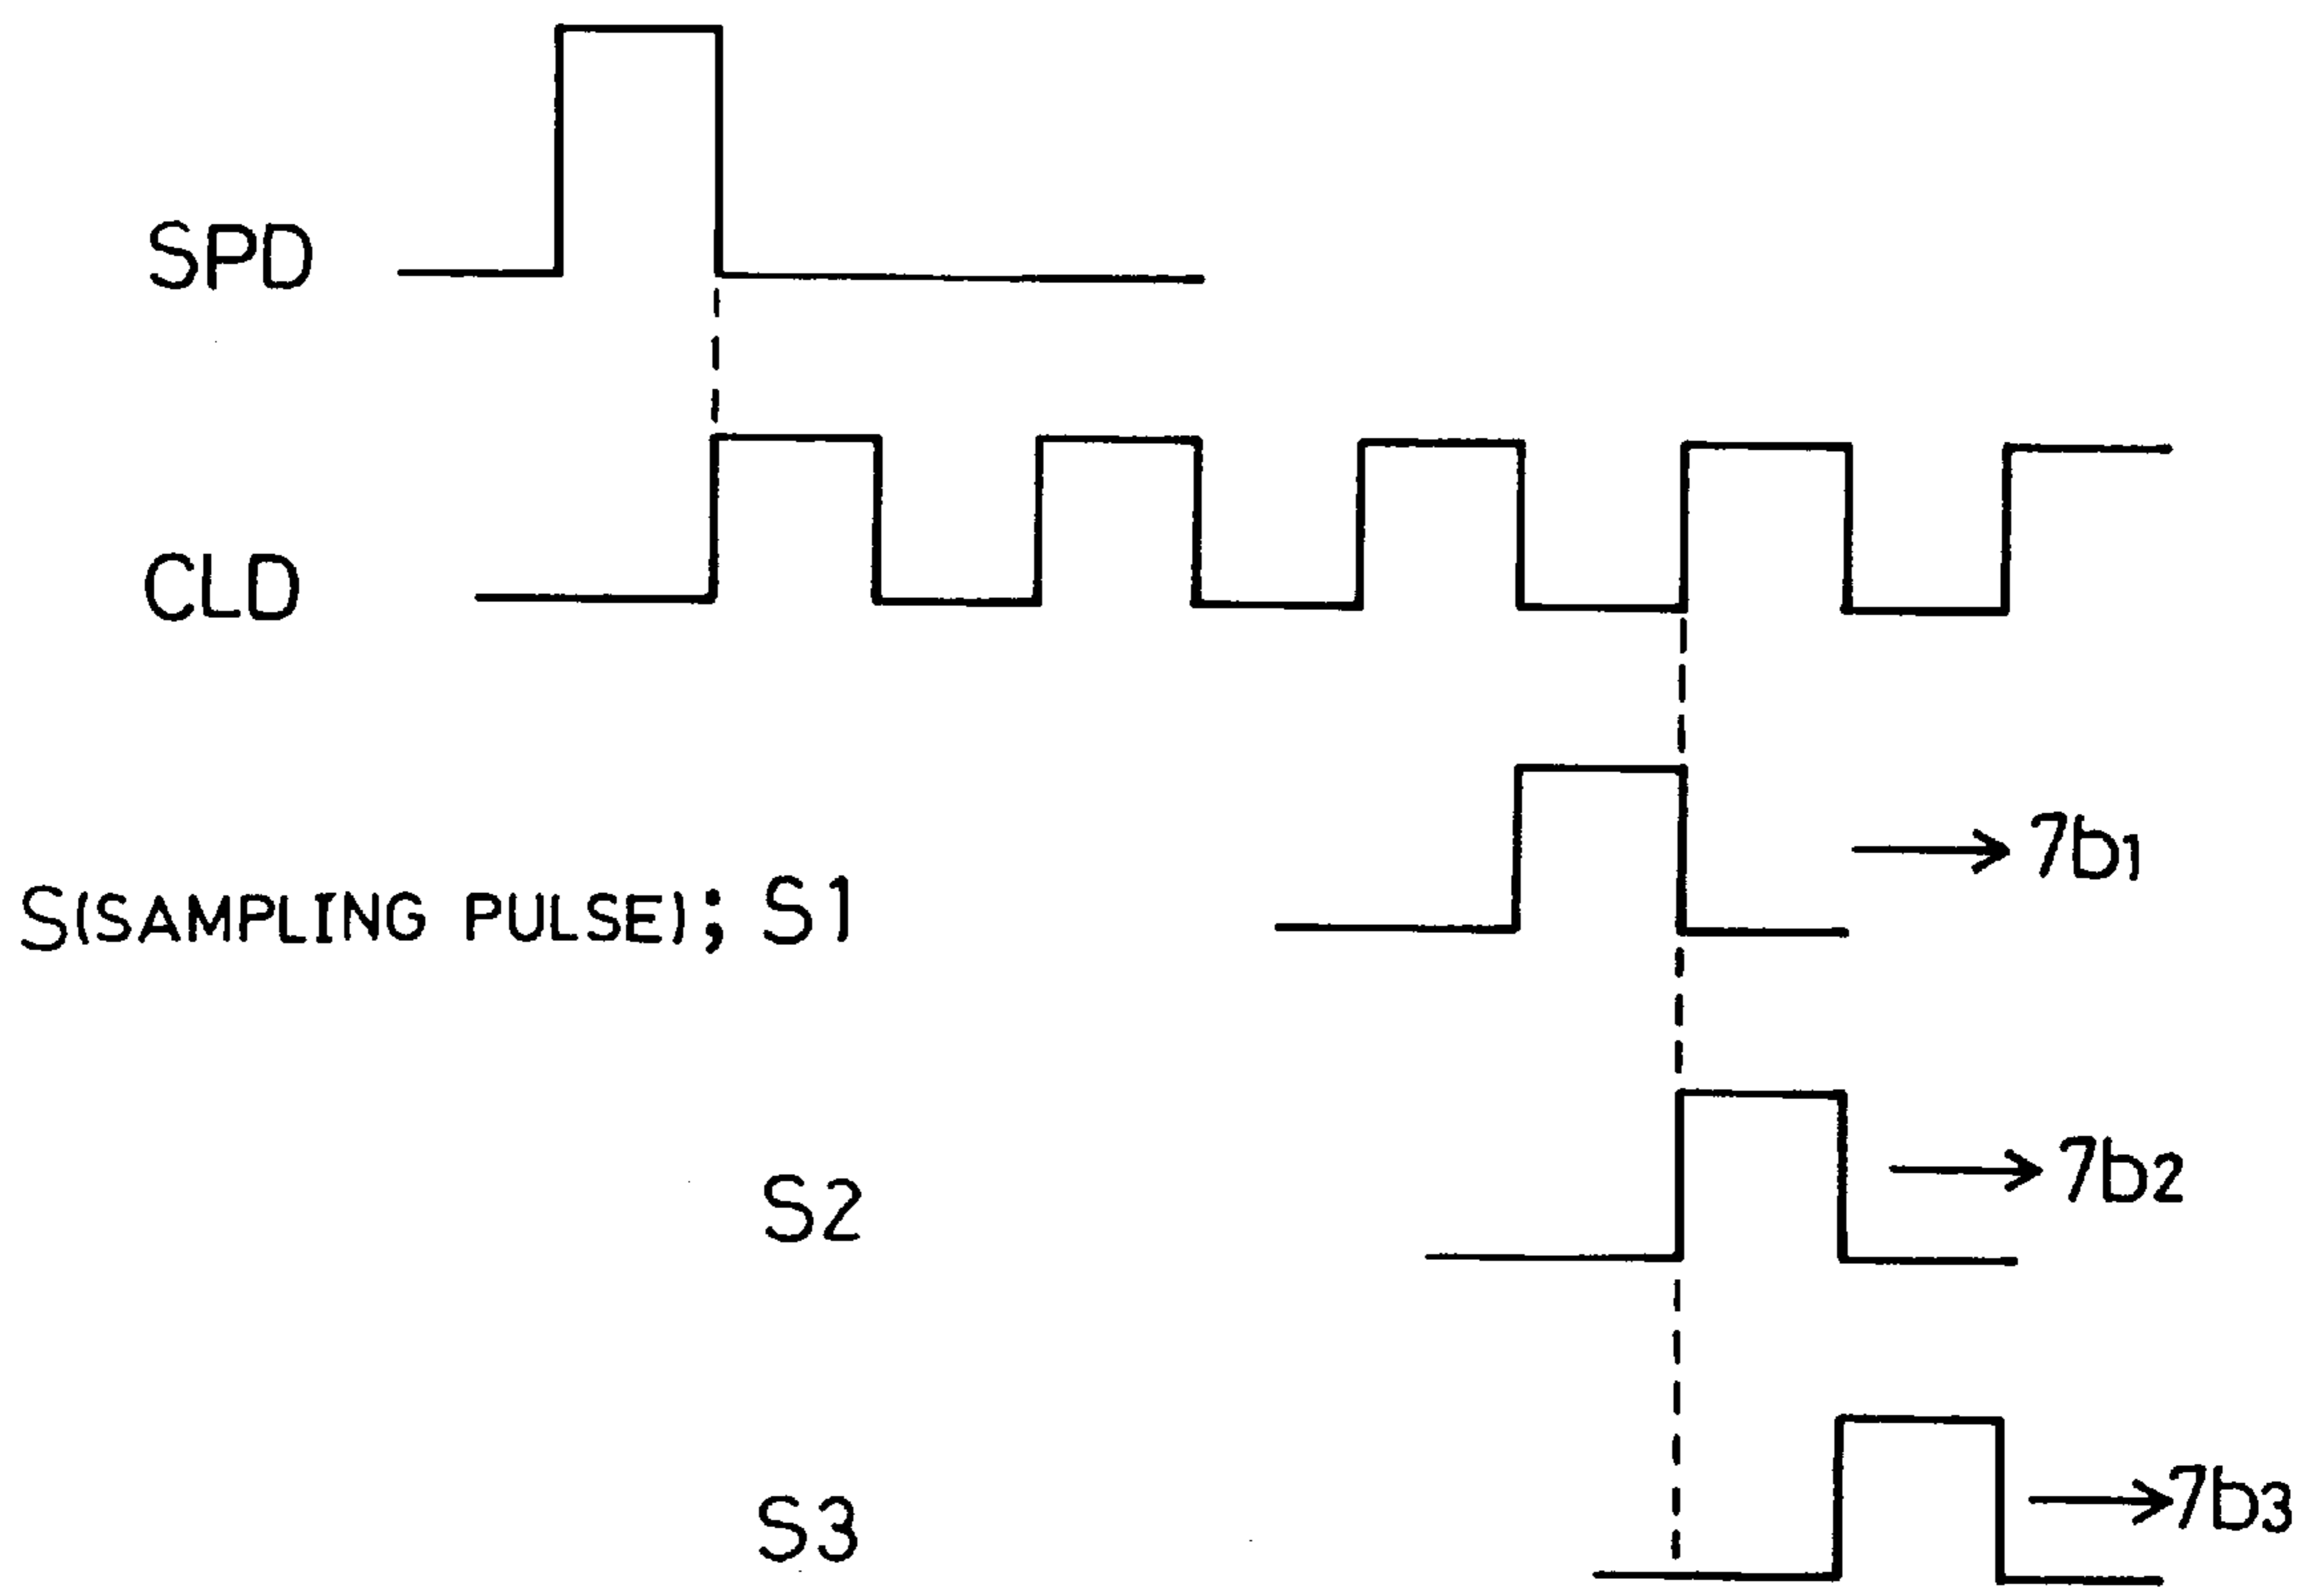 SPD
CLD
S(SAMPLING PULSE); S1
7b1
S2
7b2
S3
7b3